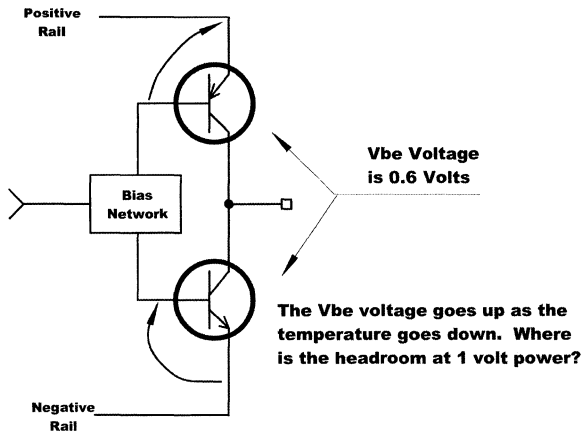 Positive
Rail
Vbe Voltage
is 0.6 Volts
Bias
Network
The Vbe voltage goes up as the
temperature goes down.  Where
is the headroom at 1 volt power?
Negative
Rail